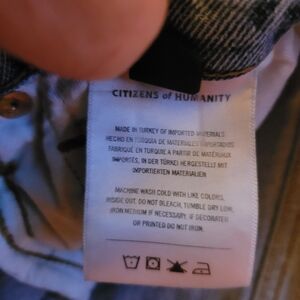 CITIZENS of HUMANITY
MADE IN TURKEY OF IMPORTED MATERIALS
HECHO EN TURQUIA DE MATERIALES IMPORTADOS
FABRIQUÉ EN TURQUIE A PARTIR DE MATÉRIAUX
IMPORTÉS, IN DER TÜRKEI HERGESTELLT MIT
IMPORTIERTEN MATERIALIEN
MACHINE WASH COLD WITH LIKE COLORS,
INSIDE OUT. DO NOT BLEACH, TUMBLE DRY LOW,
IRON MEDIUM IF NECESSARY. IF DECORATED
OR PRINTED DO NOT IRON.